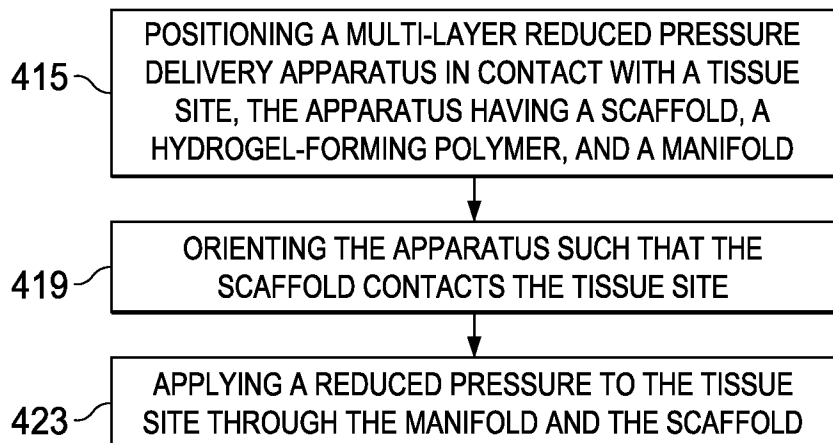 POSITIONING A MULTI-LAYER REDUCED PRESSURE
DELIVERY APPARATUS IN CONTACT WITH A TISSUE
SITE, THE APPARATUS HAVING A SCAFFOLD, A
HYDROGEL-FORMING POLYMER, AND A MANIFOLD
415
ORIENTING THE APPARATUS SUCH THAT THE
SCAFFOLD CONTACTS THE TISSUE SITE
419
APPLYING A REDUCED PRESSURE TO THE TISSUE
SITE THROUGH THE MANIFOLD AND THE SCAFFOLD
423